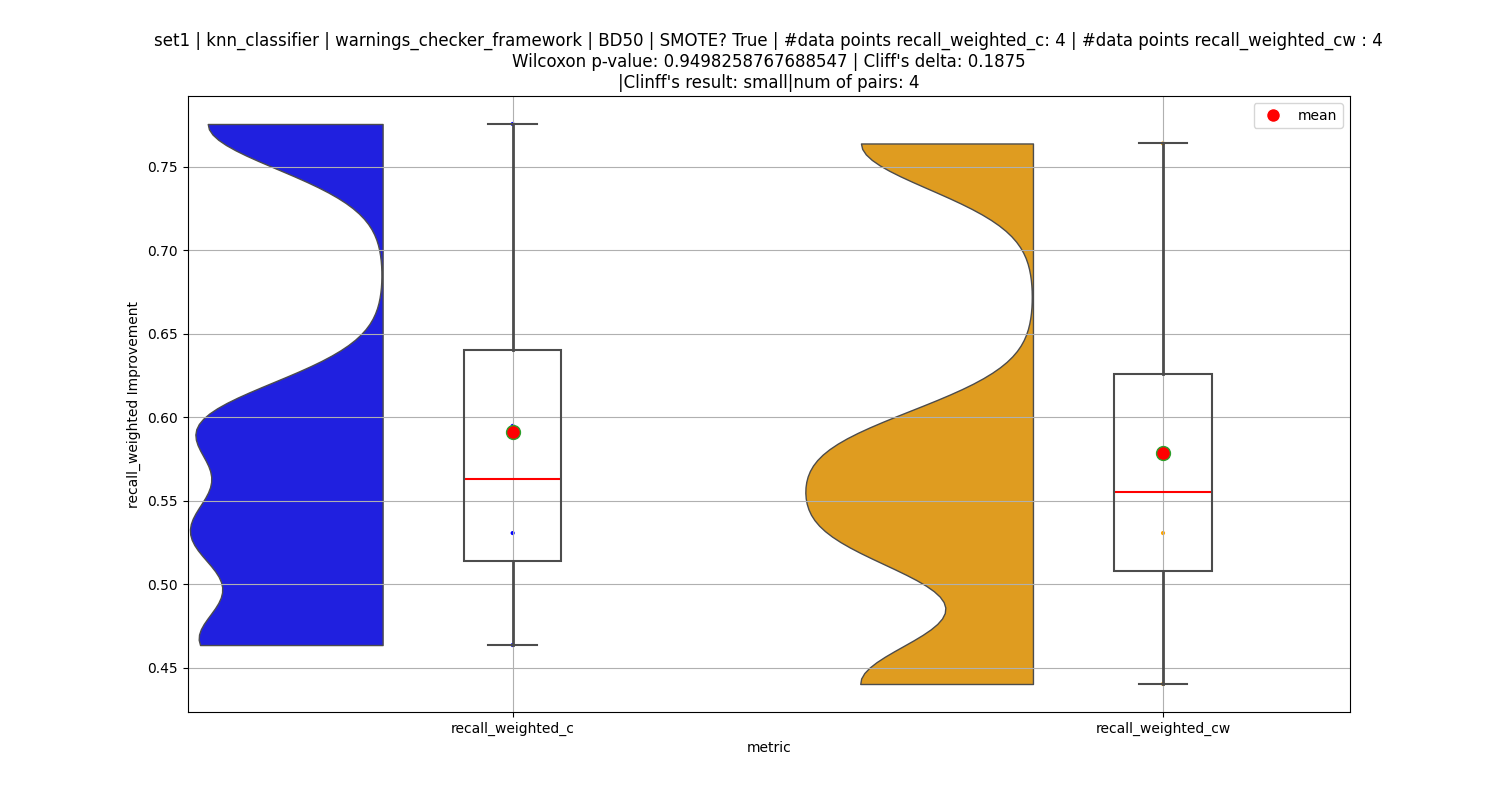 set1 | knn_classifier | warnings_checker_framework | BD50 | SMOTE? True | #data points recall_weighted_c: 4 | #data points recall_weighted_cw : 4
Wilcoxon p-value: 0.9498258767688547 | Cliff's delta: 0.1875
|Clinff's result: small|num of pairs: 4
mean
0.75
0.70
0.65
0.60
0.55
0.50
0.45
recall_weighted Improvement
recall_weighted_c
recall_weighted_cw
metric